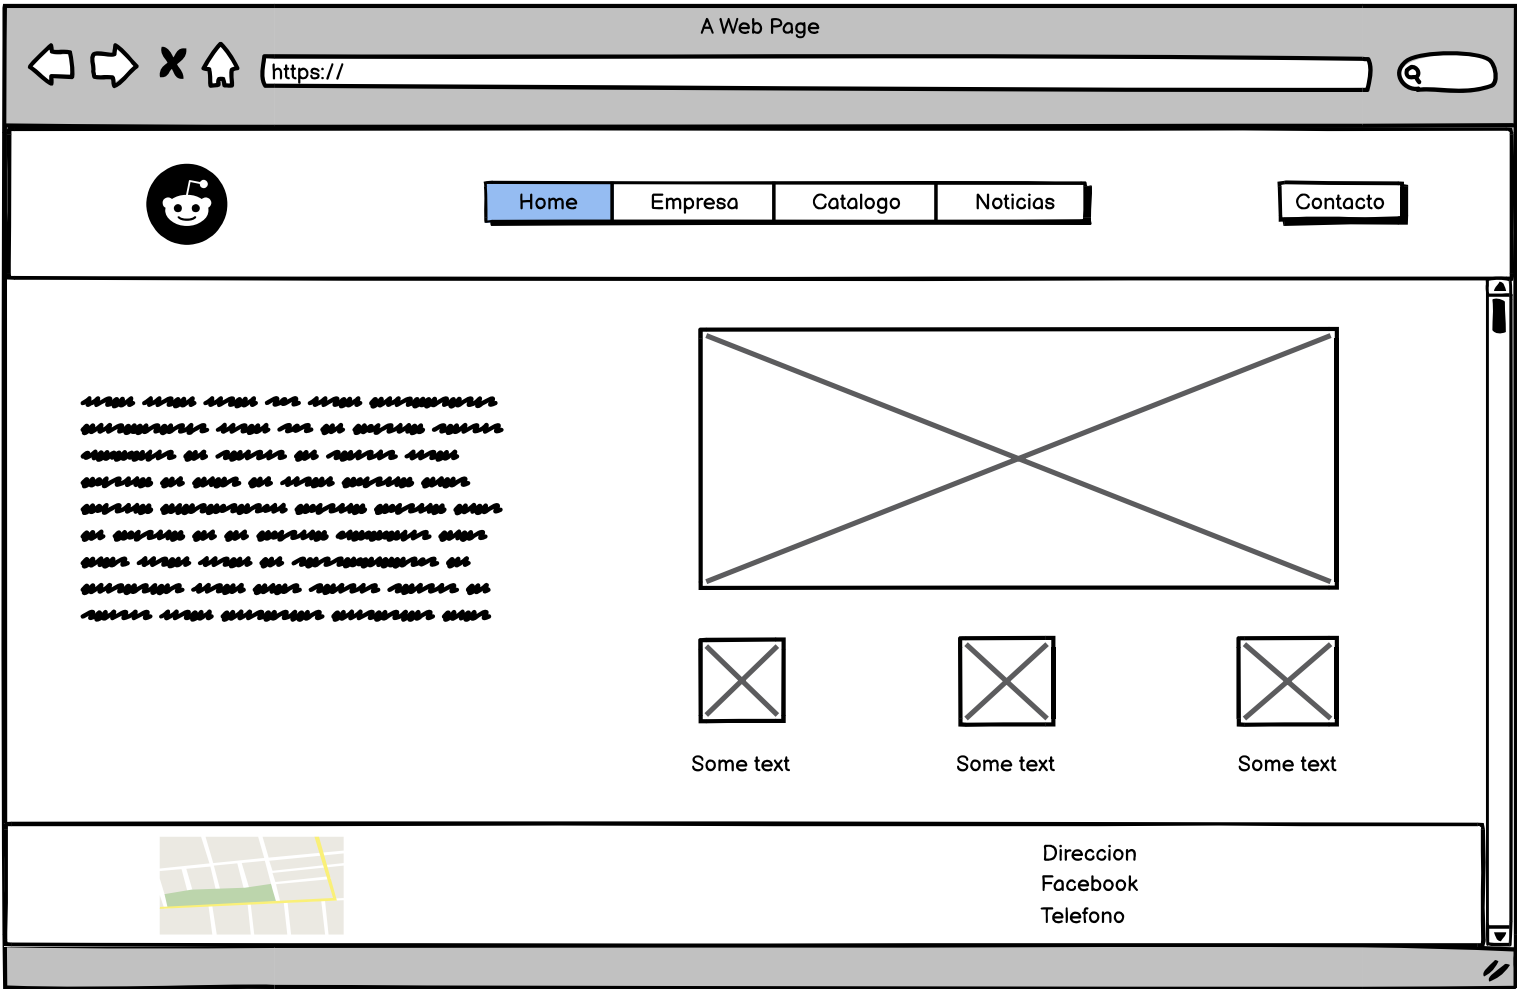 A Web Page
https://
Home Empresa Catalogo Noticias Contacto
Some text Some text Some text
Direccion
Facebook
Telefono